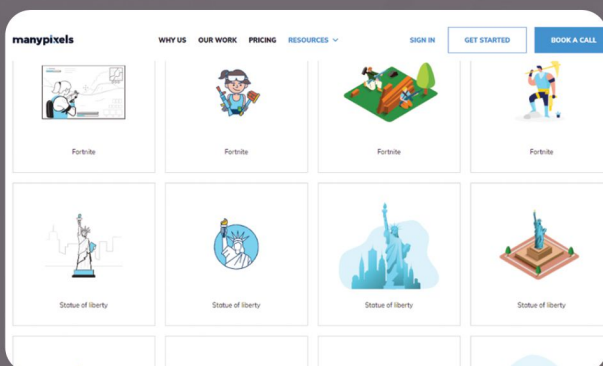 manypixels WHY US OUR WORK PRICING RESOURCES SIGN IN GET STARTED BOOK A CALL
Fortnite Fortnite Fortnite Fortnite
Statue of liberty Statue of liberty Statue of liberty Statue of liberty